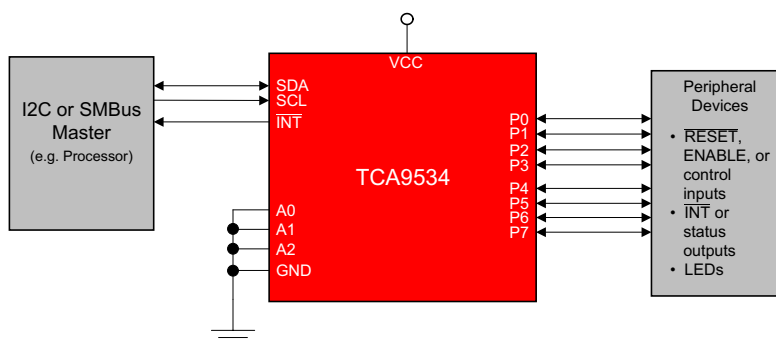 VCC
I2C or SMBus
Master
(e.g. Processor)
SDA
SCL
INT
A0
A1
A2
GND
TCA9534
P0
P1
P2
P3
P4
P5
P6
P7
Peripheral
Devices
• RESET,
ENABLE, or
control
inputs
• INT or
status
outputs
• LEDs